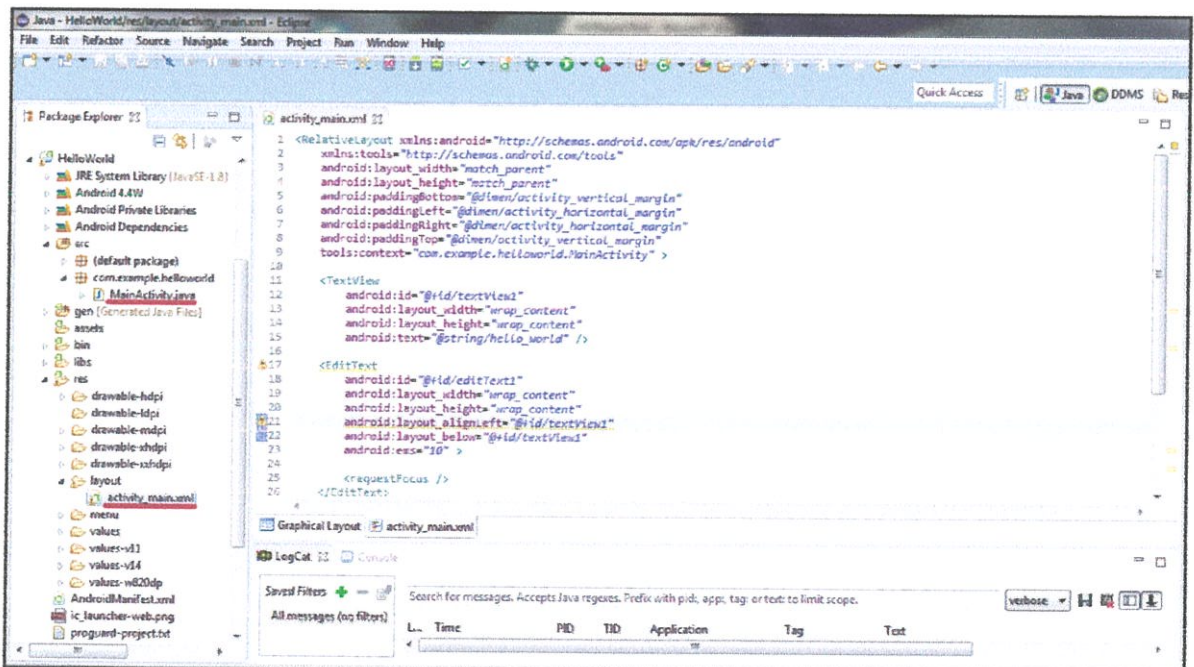 Java - HelloWorld/res/layout/activity_main.xml - Eclipse
File Edit Refactor Source Navigate Search Project Run Window Help
Quick Access Java DDMS Res
Package Explorer
HelloWorld
JRE System Library [JavaSE-1.8]
Android 4.4W
Android Private Libraries
Android Dependencies
src
(default package)
com.example.helloworld
MainActivity.java
gen [Generated Java Files]
assets
bin
libs
res
drawable-hdpi
drawable-ldpi
drawable-mdpi
drawable-xhdpi
drawable-xxhdpi
layout
activity_main.xml
menu
values
values-v11
values-v14
values-w820dp
AndroidManifest.xml
ic_launcher-web.png
proguard-project.txt
activity_main.xml
1 <RelativeLayout xmlns:android="http://schemas.android.com/apk/res/android"
2 xmlns:tools="http://schemas.android.com/tools"
3 android:layout_width="match_parent"
4 android:layout_height="match_parent"
5 android:paddingBottom="@dimen/activity_vertical_margin"
6 android:paddingLeft="@dimen/activity_horizontal_margin"
7 android:paddingRight="@dimen/activity_horizontal_margin"
8 android:paddingTop="@dimen/activity_vertical_margin"
9 tools:context="com.example.helloworld.MainActivity" >
10
11 <TextView
12 android:id="@+id/textView1"
13 android:layout_width="wrap_content"
14 android:layout_height="wrap_content"
15 android:text="@string/hello_world" />
16
17 <EditText
18 android:id="@+id/editText1"
19 android:layout_width="wrap_content"
20 android:layout_height="wrap_content"
21 android:layout_alignLeft="@+id/textView1"
22 android:layout_below="@+id/textView1"
23 android:ems="10" >
24
25 <requestFocus />
26 </EditText>
Graphical Layout activity_main.xml
LogCat Console
Saved Filters
All messages (no filters)
Search for messages. Accepts Java regexes. Prefix with pid:, app:, tag: or text: to limit scope.
verbose
L... Time PID TID Application Tag Text